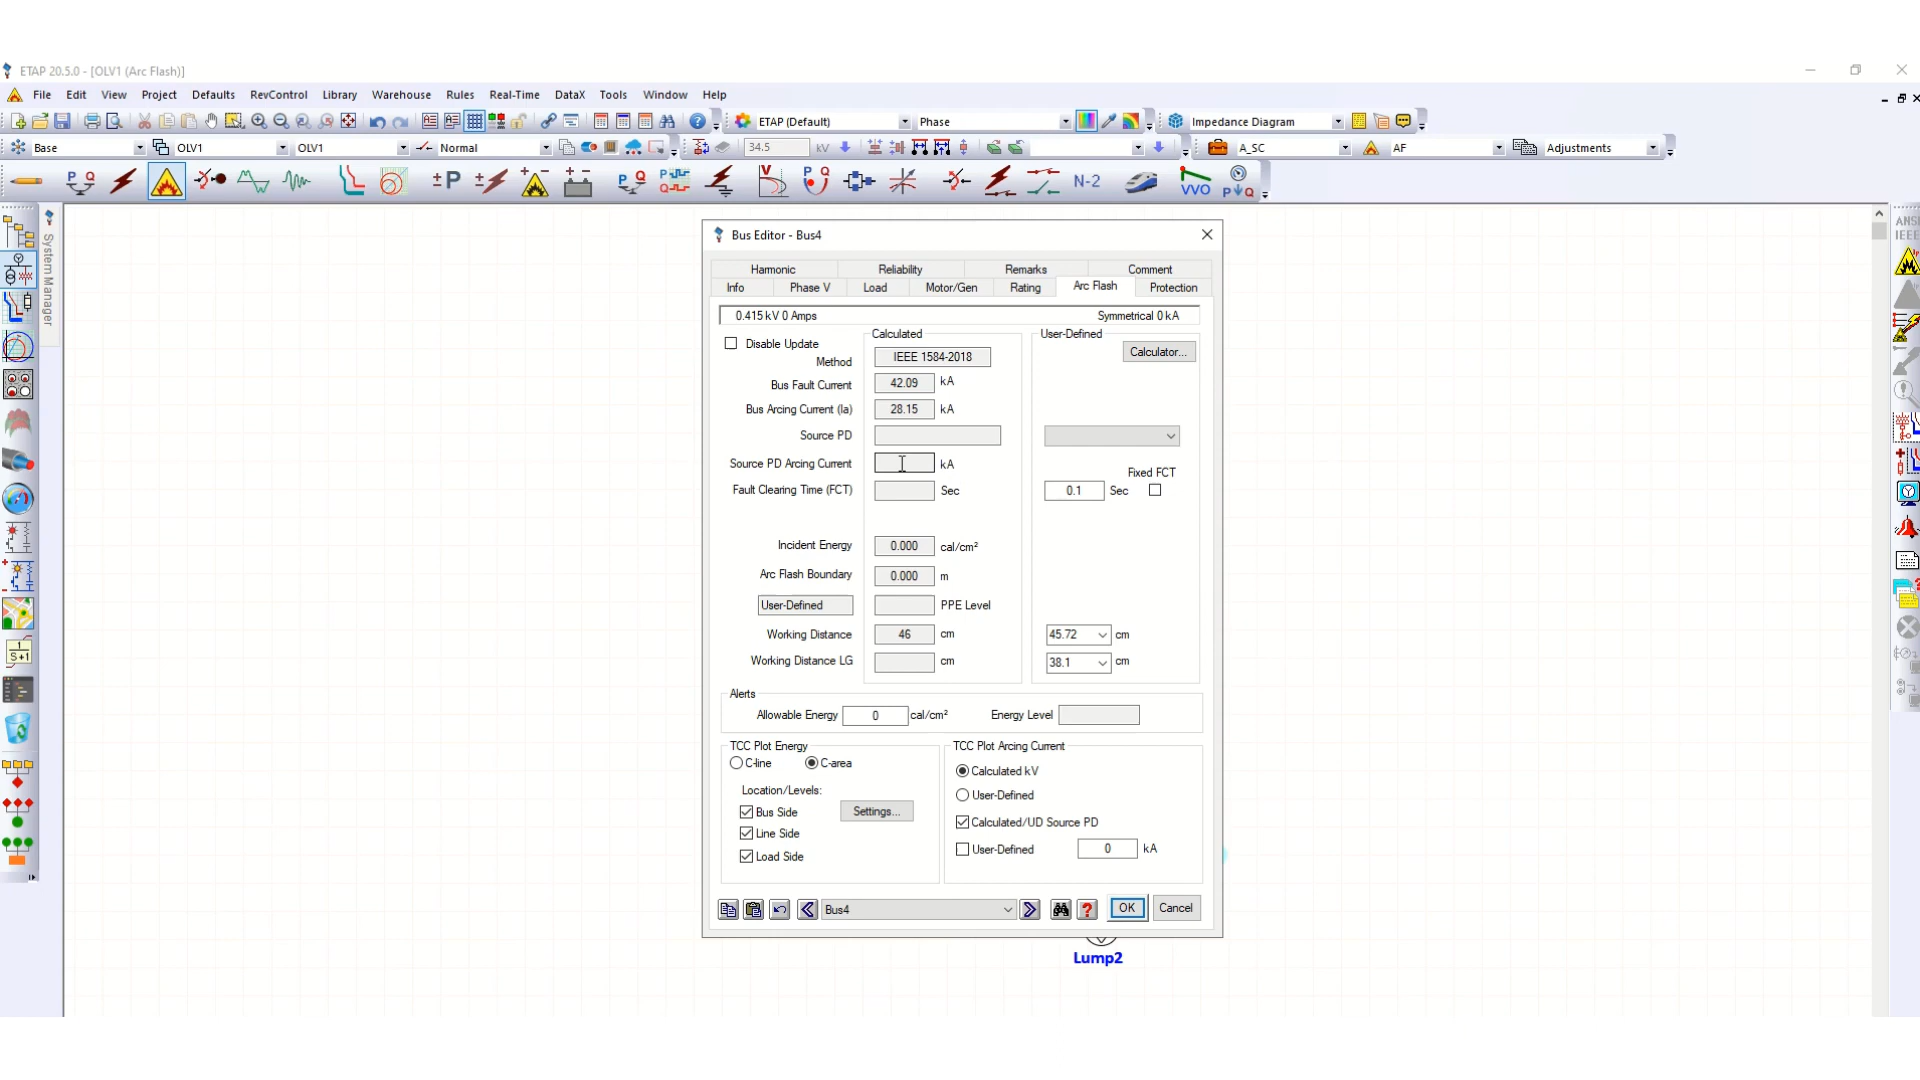 ETAP 20.5.0 - [OLV1 (Arc Flash)]
File Edit View Project Defaults RevControl Library Warehouse Rules Real-Time DataX Tools Window Help
ETAP (Default) Phase Impedance Diagram
Base OLV1 OLV1 Normal 34.5 kV A_SC AF Adjustments
P Q ±P P Q V P Q N-2 VVO P Q
System Manager
ANSI
IEEE
Bus Editor - Bus4
Harmonic Reliability Remarks Comment
Info Phase V Load Motor/Gen Rating Arc Flash Protection
0.415 kV 0 Amps Symmetrical 0 kA
Calculated User-Defined
Disable Update
Method IEEE 1584-2018 Calculator...
Bus Fault Current 42.09 kA
Bus Arcing Current (Ia) 28.15 kA
Source PD
Source PD Arcing Current kA Fixed FCT
Fault Clearing Time (FCT) Sec 0.1 Sec
Incident Energy 0.000 cal/cm²
Arc Flash Boundary 0.000 m
User-Defined PPE Level
Working Distance 46 cm 45.72 cm
Working Distance LG cm 38.1 cm
Alerts
Allowable Energy 0 cal/cm² Energy Level
TCC Plot Energy TCC Plot Arcing Current
C-line C-area Calculated kV
Location/Levels: User-Defined
Bus Side Settings... Calculated/UD Source PD
Line Side User-Defined 0 kA
Load Side
Bus4 OK Cancel
Lump2
1
S+1